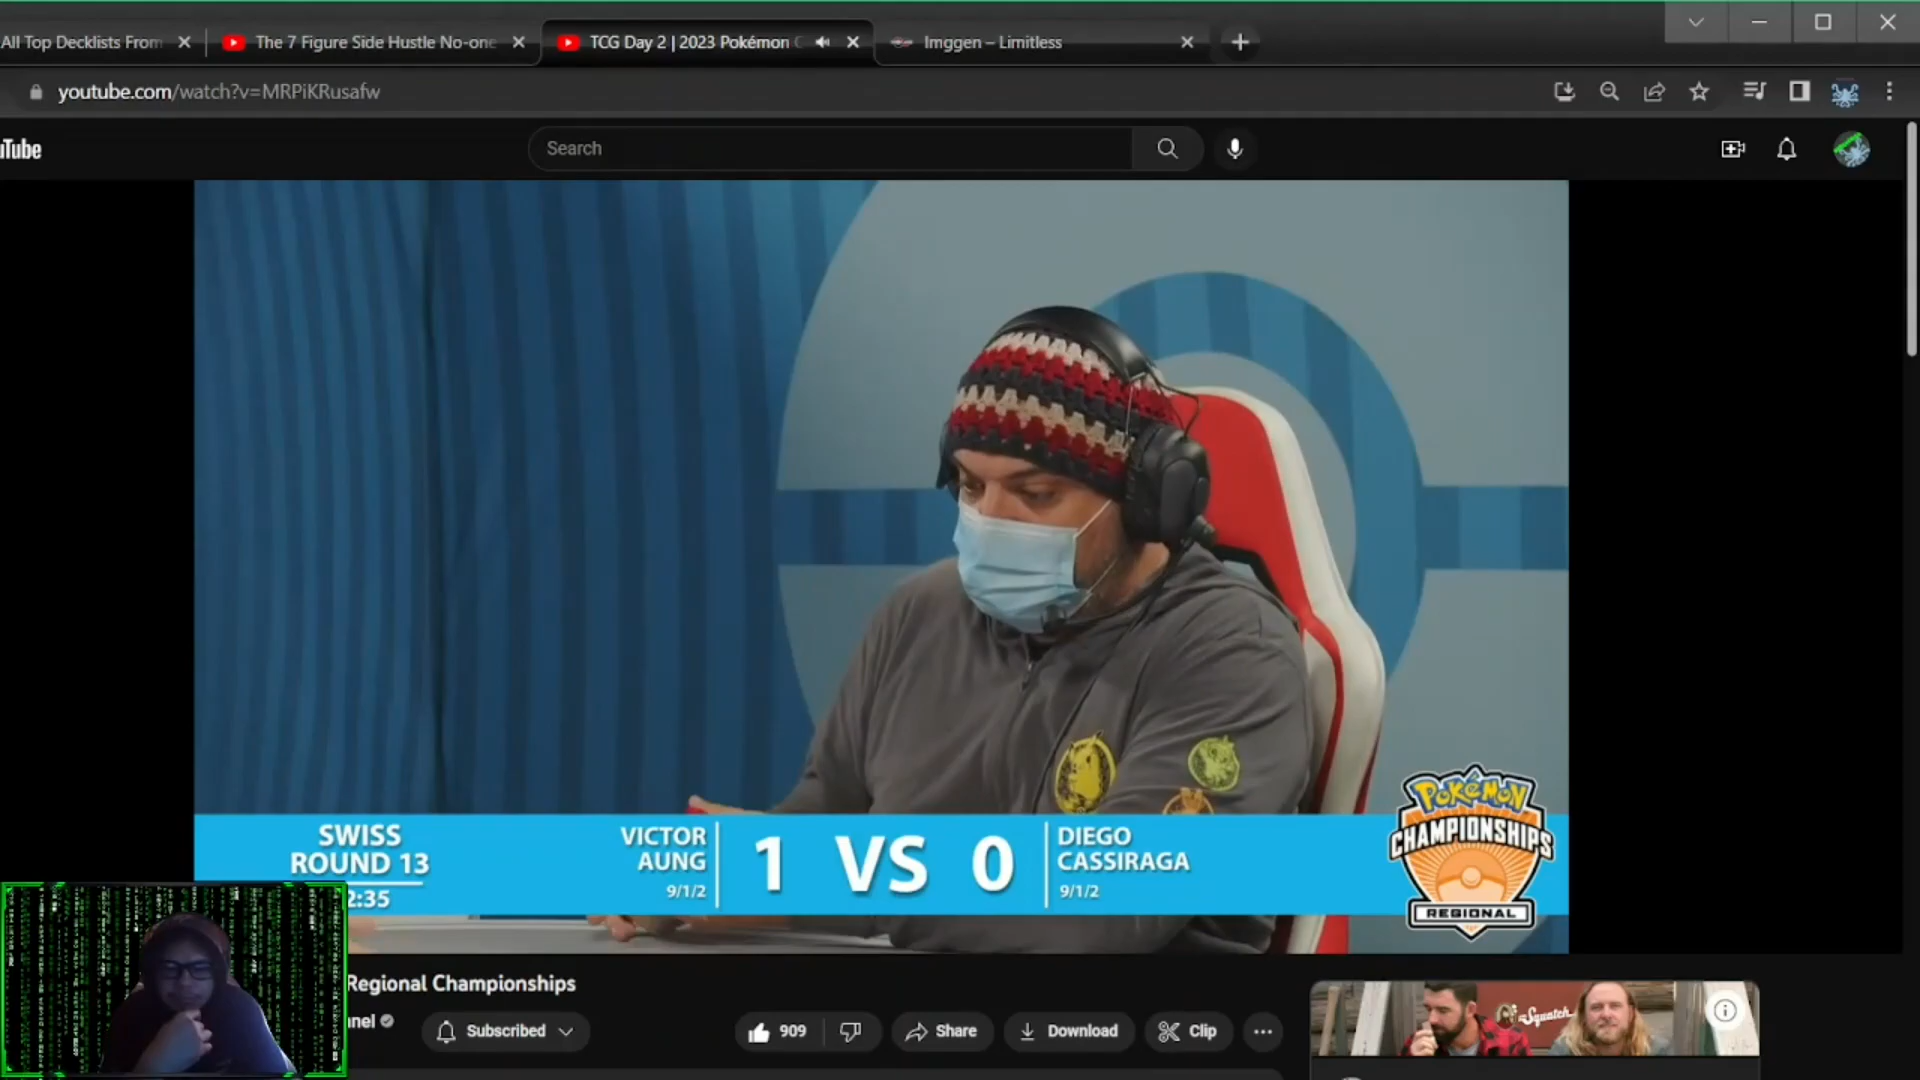 All Top Decklists From
The 7 Figure Side Hustle No-one
TCG Day 2 | 2023 Pokémon C
Imggen – Limitless
youtube.com/watch?v=MRPiKRusafw
uTube
Search
SWISS
ROUND 13
2:35
VICTOR
AUNG
9/1/2
1 VS 0
DIEGO
CASSIRAGA
9/1/2
POKéMON
CHAMPIONSHIPS
REGIONAL
Regional Championships
nel
Subscribed
909
Share
Download
Clip
Squatch